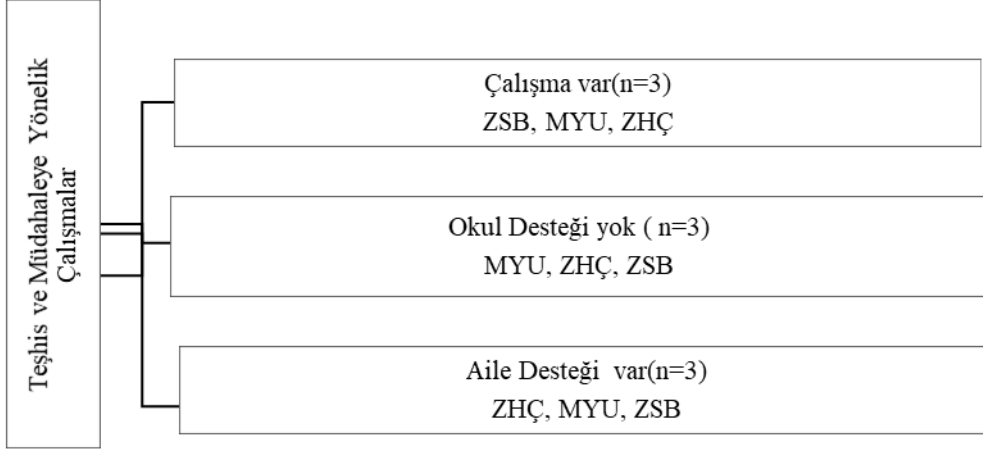 Teşhis ve Müdahaleye Yönelik
Çalışmalar
Çalışma var(n=3)
ZSB, MYU, ZHÇ
Okul Desteği yok ( n=3)
MYU, ZHÇ, ZSB
Aile Desteği var(n=3)
ZHÇ, MYU, ZSB